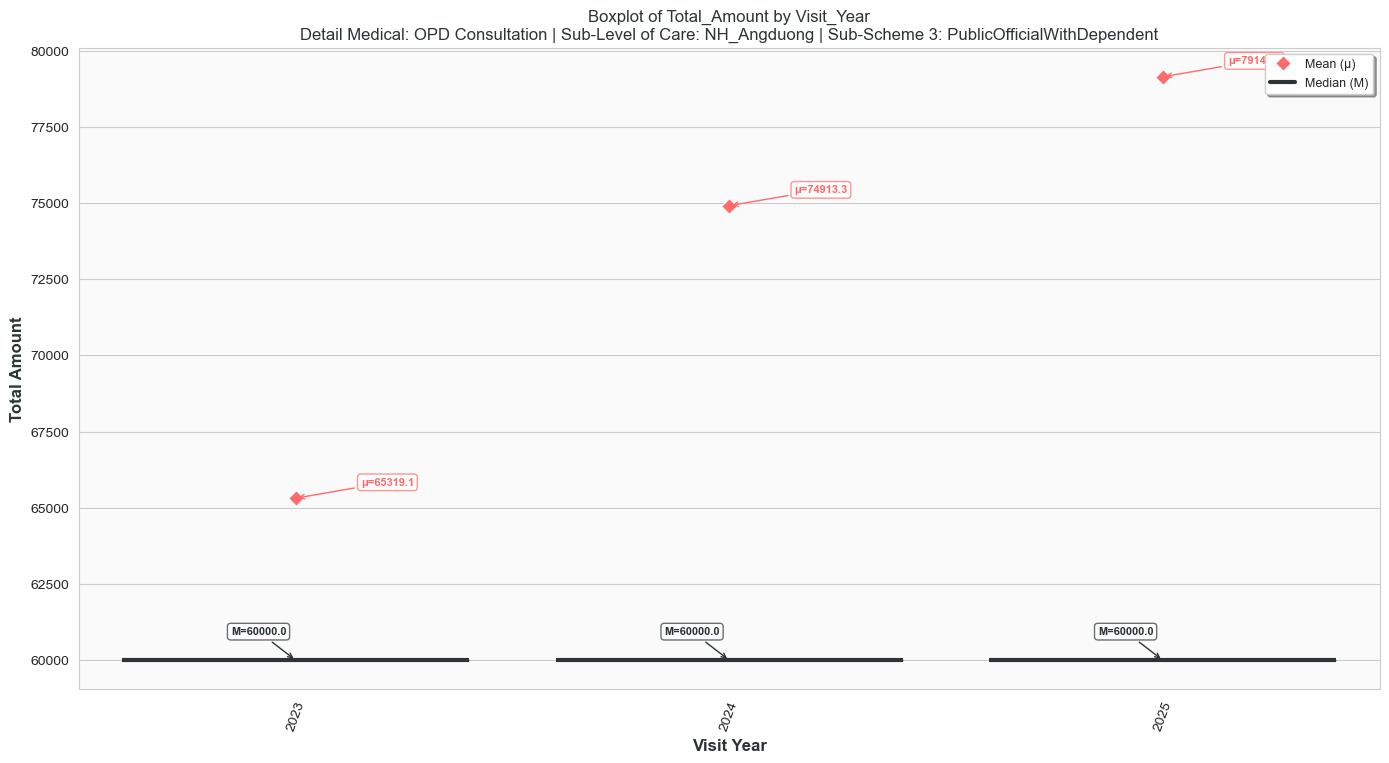 Boxplot of Total_Amount by Visit_Year
Detail Medical: OPD Consultation | Sub-Level of Care: NH_Angduong | Sub-Scheme 3: PublicOfficialWithDependent
80000
77500
75000
72500
70000
67500
65000
62500
60000
Total Amount
Mean (μ)
Median (M)
μ=74913.3
μ=65319.1
M=60000.0
M=60000.0
M=60000.0
2023
2024
2025
Visit Year